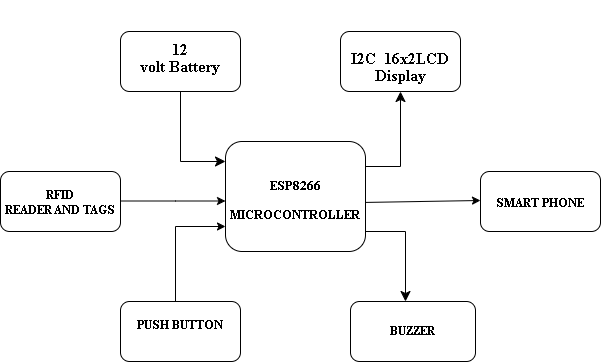 12
volt Battery
I2C 16x2LCD
Display
ESP8266
MICROCONTROLLER
RFID
READER AND TAGS
SMART PHONE
PUSH BUTTON
BUZZER